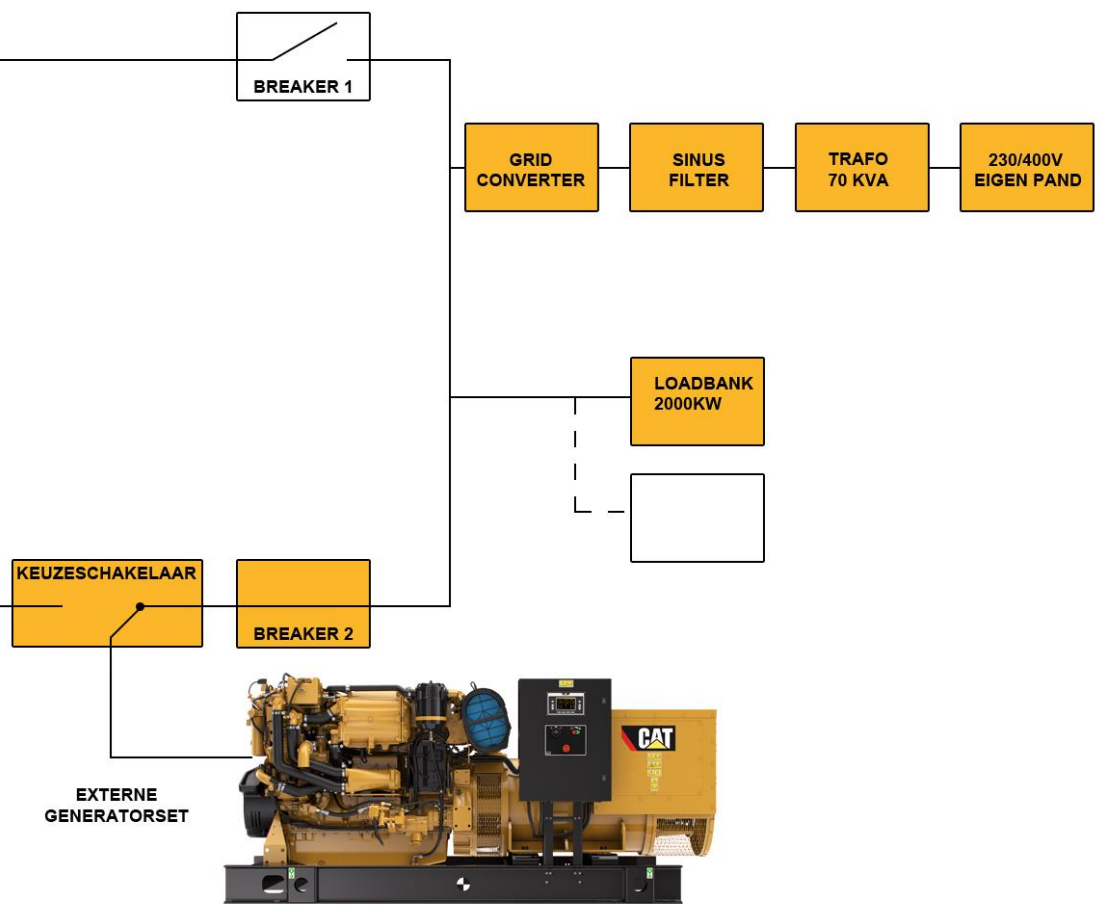 BREAKER 1
GRID
CONVERTER
SINUS
FILTER
TRAFO
70 KVA
230/400V
EIGEN PAND
LOADBANK
2000KW
KEUZESCHAKELAAR
BREAKER 2
CAT
EXTERNE
GENERATORSET